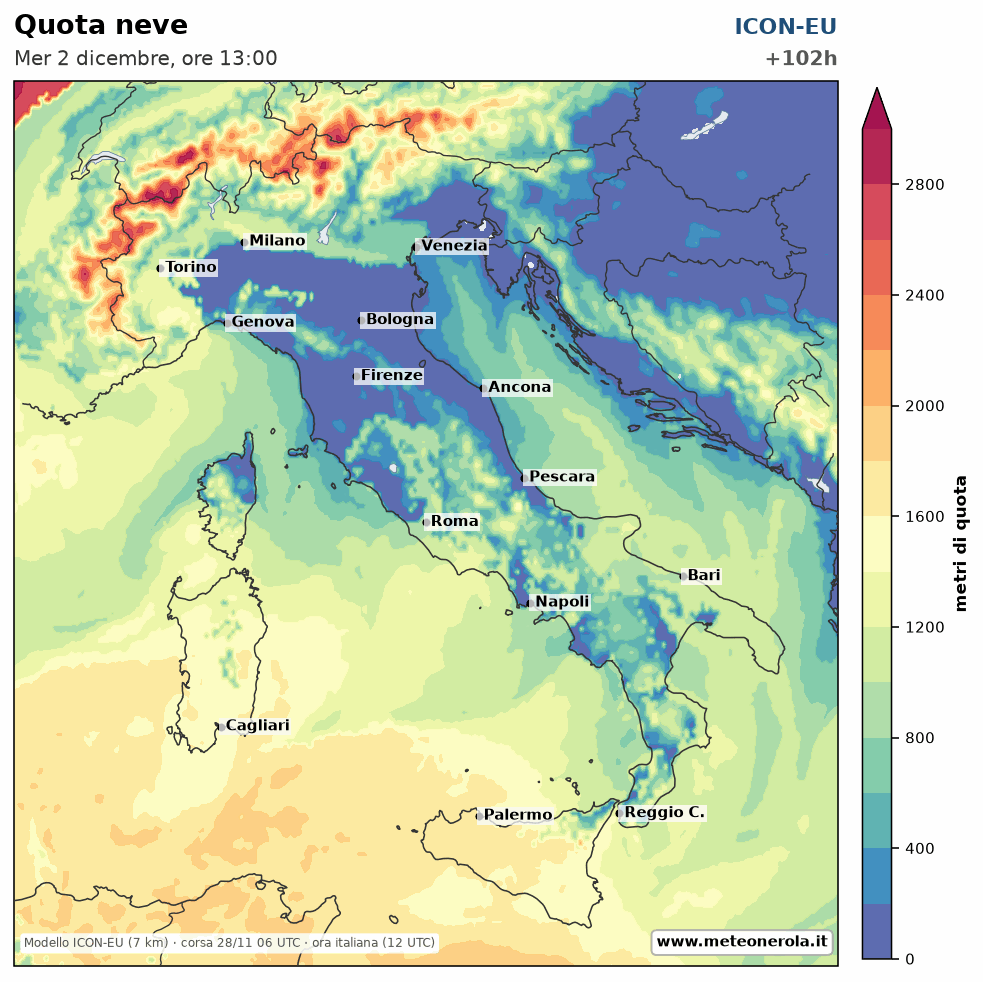 Quota neve
ICON-EU
Mer 2 dicembre, ore 13:00
+102h
Milano
Venezia
Torino
Genova
Bologna
Firenze
Ancona
Pescara
Roma
Bari
Napoli
Cagliari
Palermo
Reggio C.
2800
2400
2000
1600
1200
800
400
0
metri di quota
Modello ICON-EU (7 km) · corsa 28/11 06 UTC · ora italiana (12 UTC)
www.meteonerola.it